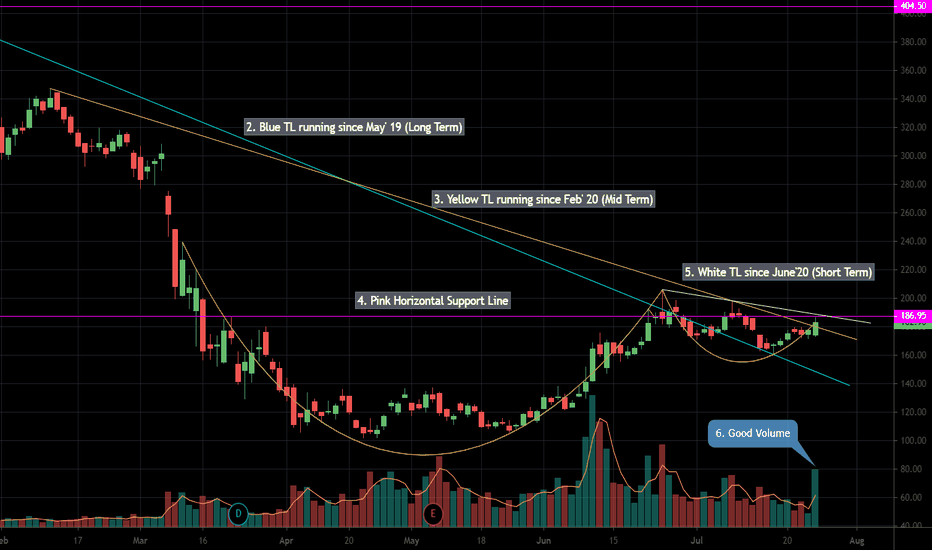 404.50
400.00
380.00
360.00
340.00
2. Blue TL running since May' 19 (Long Term)
320.00
300.00
280.00
3. Yellow TL running since Feb' 20 (Mid Term)
260.00
240.00
5. White TL since June'20 (Short Term)
220.00
4. Pink Horizontal Support Line
200.00
186.95
160.00
140.00
120.00
6. Good Volume
100.00
80.00
60.00
D
E
40.00
eb 17 Mar 16 Apr 20 May 18 Jun 15 Jul 20 Aug